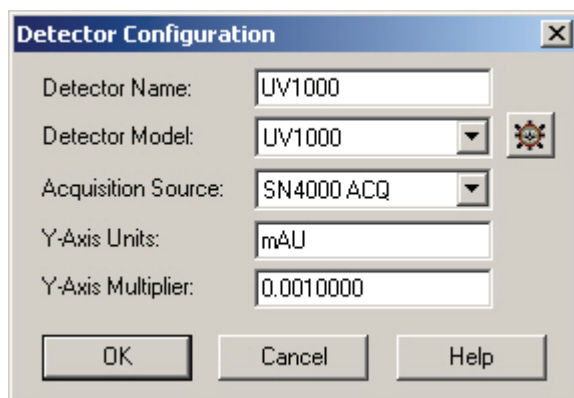 Detector Configuration
Detector Name: UV1000
Detector Model: UV1000
Acquisition Source: SN4000 ACQ
Y-Axis Units: mAU
Y-Axis Multiplier: 0.0010000
OK Cancel Help